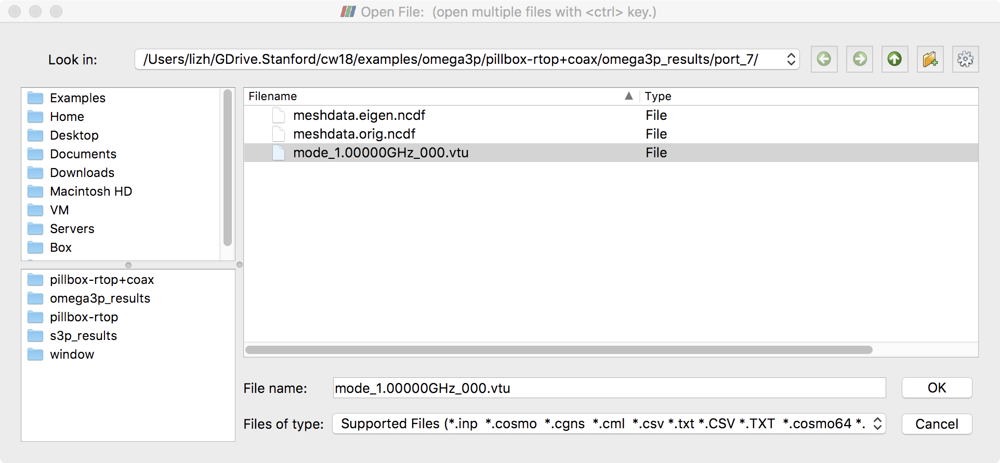 Open File:  (open multiple files with <ctrl> key.)
Look in:
/Users/lizh/GDrive.Stanford/cw18/examples/omega3p/pillbox-rtop+coax/omega3p_results/port_7/
Examples
Home
Desktop
Documents
Downloads
Macintosh HD
VM
Servers
Box
pillbox-rtop+coax
omega3p_results
pillbox-rtop
s3p_results
window
Filename Type
meshdata.eigen.ncdf File
meshdata.orig.ncdf File
mode_1.00000GHz_000.vtu File
File name: mode_1.00000GHz_000.vtu OK
Files of type: Supported Files (*.inp  *.cosmo  *.cgns  *.cml  *.csv *.txt *.CSV *.TXT  *.cosmo64 *. Cancel